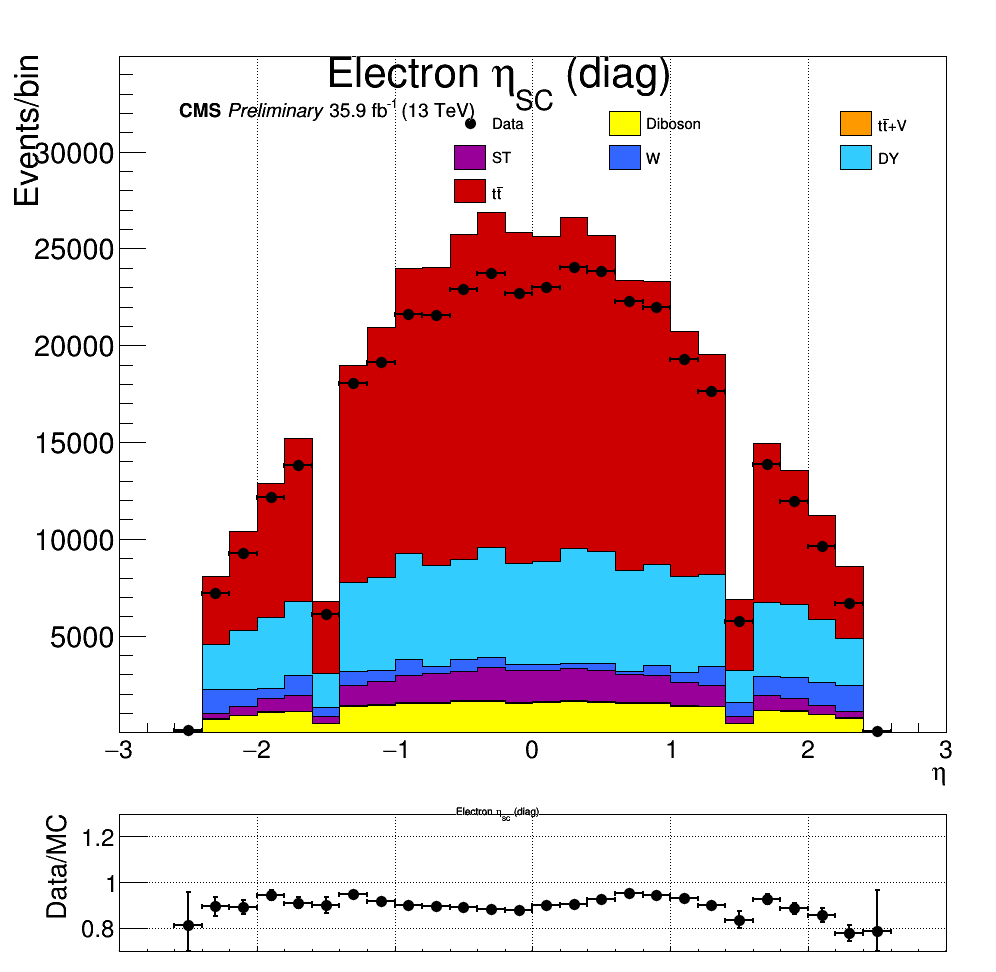 Electron ηSC (diag)
CMS Preliminary 35.9 fb-1 (13 TeV)
Events/bin
Data
Diboson
tt̄+V
ST
W
DY
tt̄
30000
25000
20000
15000
10000
5000
−3 −2 −1 0 1 2 3
η
Electron ηSC (diag)
Data/MC
1.2
1
0.8